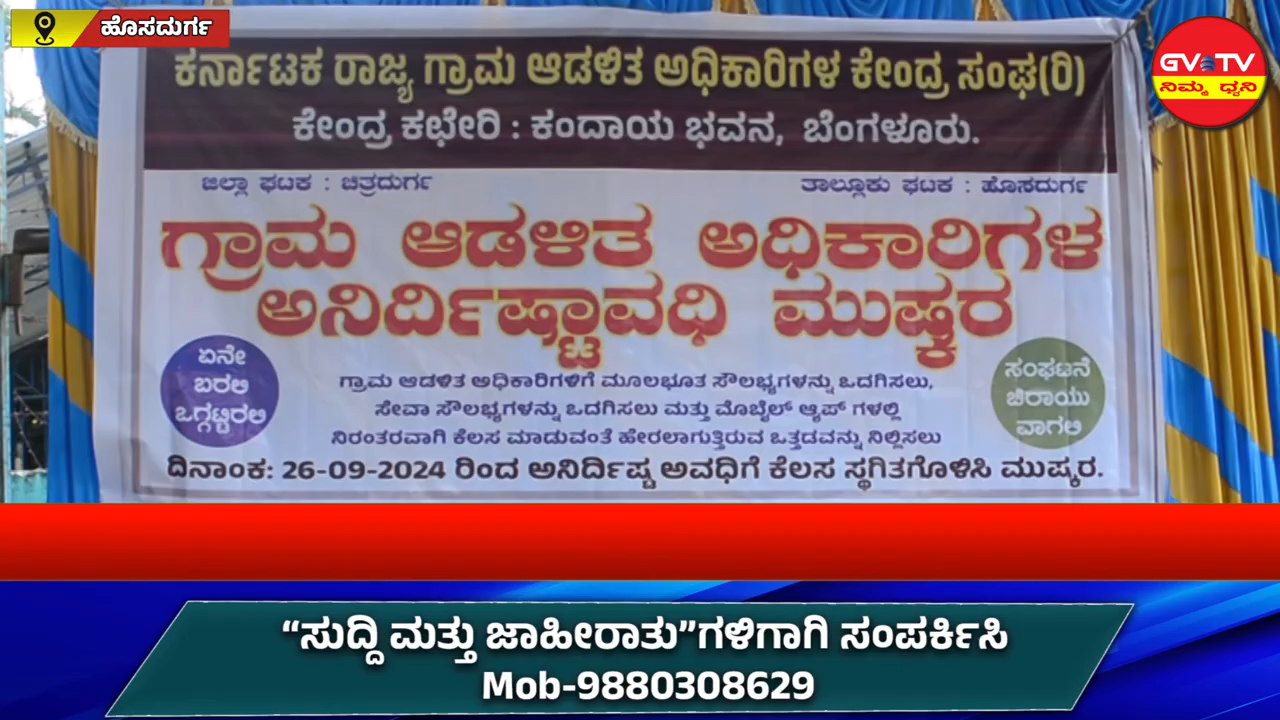 ಹೊಸದುರ್ಗ
GVTV
ನಿಮ್ಮ ಧ್ವನಿ
ಕರ್ನಾಟಕ ರಾಜ್ಯ ಗ್ರಾಮ ಆಡಳಿತ ಅಧಿಕಾರಿಗಳ ಕೇಂದ್ರ ಸಂಘ(ರಿ)
ಕೇಂದ್ರ ಕಛೇರಿ : ಕಂದಾಯ ಭವನ, ಬೆಂಗಳೂರು.
ಜಿಲ್ಲಾ ಘಟಕ : ಚಿತ್ರದುರ್ಗ ತಾಲ್ಲೂಕು ಘಟಕ : ಹೊಸದುರ್ಗ
ಗ್ರಾಮ ಆಡಳಿತ ಅಧಿಕಾರಿಗಳ
ಅನಿರ್ದಿಷ್ಟಾವಧಿ ಮುಷ್ಕರ
ಏನೇ
ಬರಲಿ
ಒಗ್ಗಟ್ಟಿರಲಿ
ಗ್ರಾಮ ಆಡಳಿತ ಅಧಿಕಾರಿಗಳಿಗೆ ಮೂಲಭೂತ ಸೌಲಭ್ಯಗಳನ್ನು ಒದಗಿಸಲು,
ಸೇವಾ ಸೌಲಭ್ಯಗಳನ್ನು ಒದಗಿಸಲು ಮತ್ತು ಮೊಬೈಲ್ ಆ್ಯಪ್ ಗಳಲ್ಲಿ
ನಿರಂತರವಾಗಿ ಕೆಲಸ ಮಾಡುವಂತೆ ಹೇರಲಾಗುತ್ತಿರುವ ಒತ್ತಡವನ್ನು ನಿಲ್ಲಿಸಲು
ಸಂಘಟನೆ
ಚಿರಾಯು
ವಾಗಲಿ
ದಿನಾಂಕ: 26-09-2024 ರಿಂದ ಅನಿರ್ದಿಷ್ಟ ಅವಧಿಗೆ ಕೆಲಸ ಸ್ಥಗಿತಗೊಳಿಸಿ ಮುಷ್ಕರ.
“ಸುದ್ದಿ ಮತ್ತು ಜಾಹೀರಾತು”ಗಳಿಗಾಗಿ ಸಂಪರ್ಕಿಸಿ
Mob-9880308629